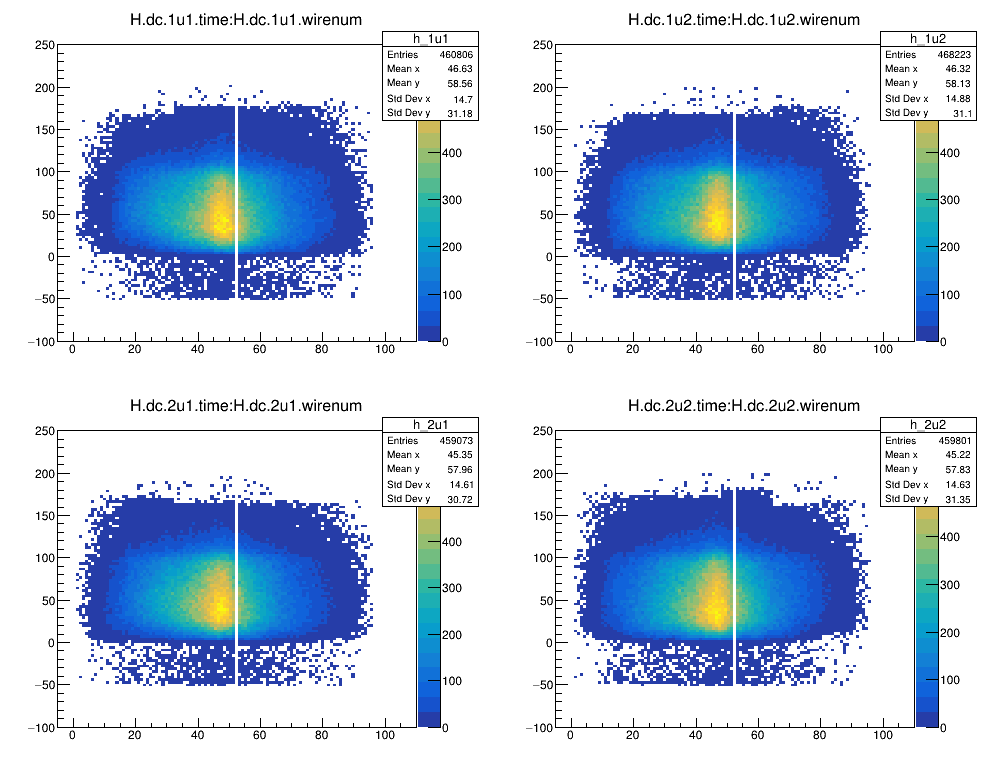 H.dc.1u1.time:H.dc.1u1.wirenum
h_1u1
Entries 460806
Mean x 46.63
Mean y 58.56
Std Dev x 14.7
Std Dev y 31.18
250
200
150
100
50
0
−50
−100
0 20 40 60 80 100
400
300
200
100
0
H.dc.1u2.time:H.dc.1u2.wirenum
h_1u2
Entries 468223
Mean x 46.32
Mean y 58.13
Std Dev x 14.88
Std Dev y 31.1
250
200
150
100
50
0
−50
−100
0 20 40 60 80 100
400
300
200
100
0
H.dc.2u1.time:H.dc.2u1.wirenum
h_2u1
Entries 459073
Mean x 45.35
Mean y 57.96
Std Dev x 14.61
Std Dev y 30.72
250
200
150
100
50
0
−50
−100
0 20 40 60 80 100
400
300
200
100
0
H.dc.2u2.time:H.dc.2u2.wirenum
h_2u2
Entries 459801
Mean x 45.22
Mean y 57.83
Std Dev x 14.63
Std Dev y 31.35
250
200
150
100
50
0
−50
−100
0 20 40 60 80 100
400
300
200
100
0